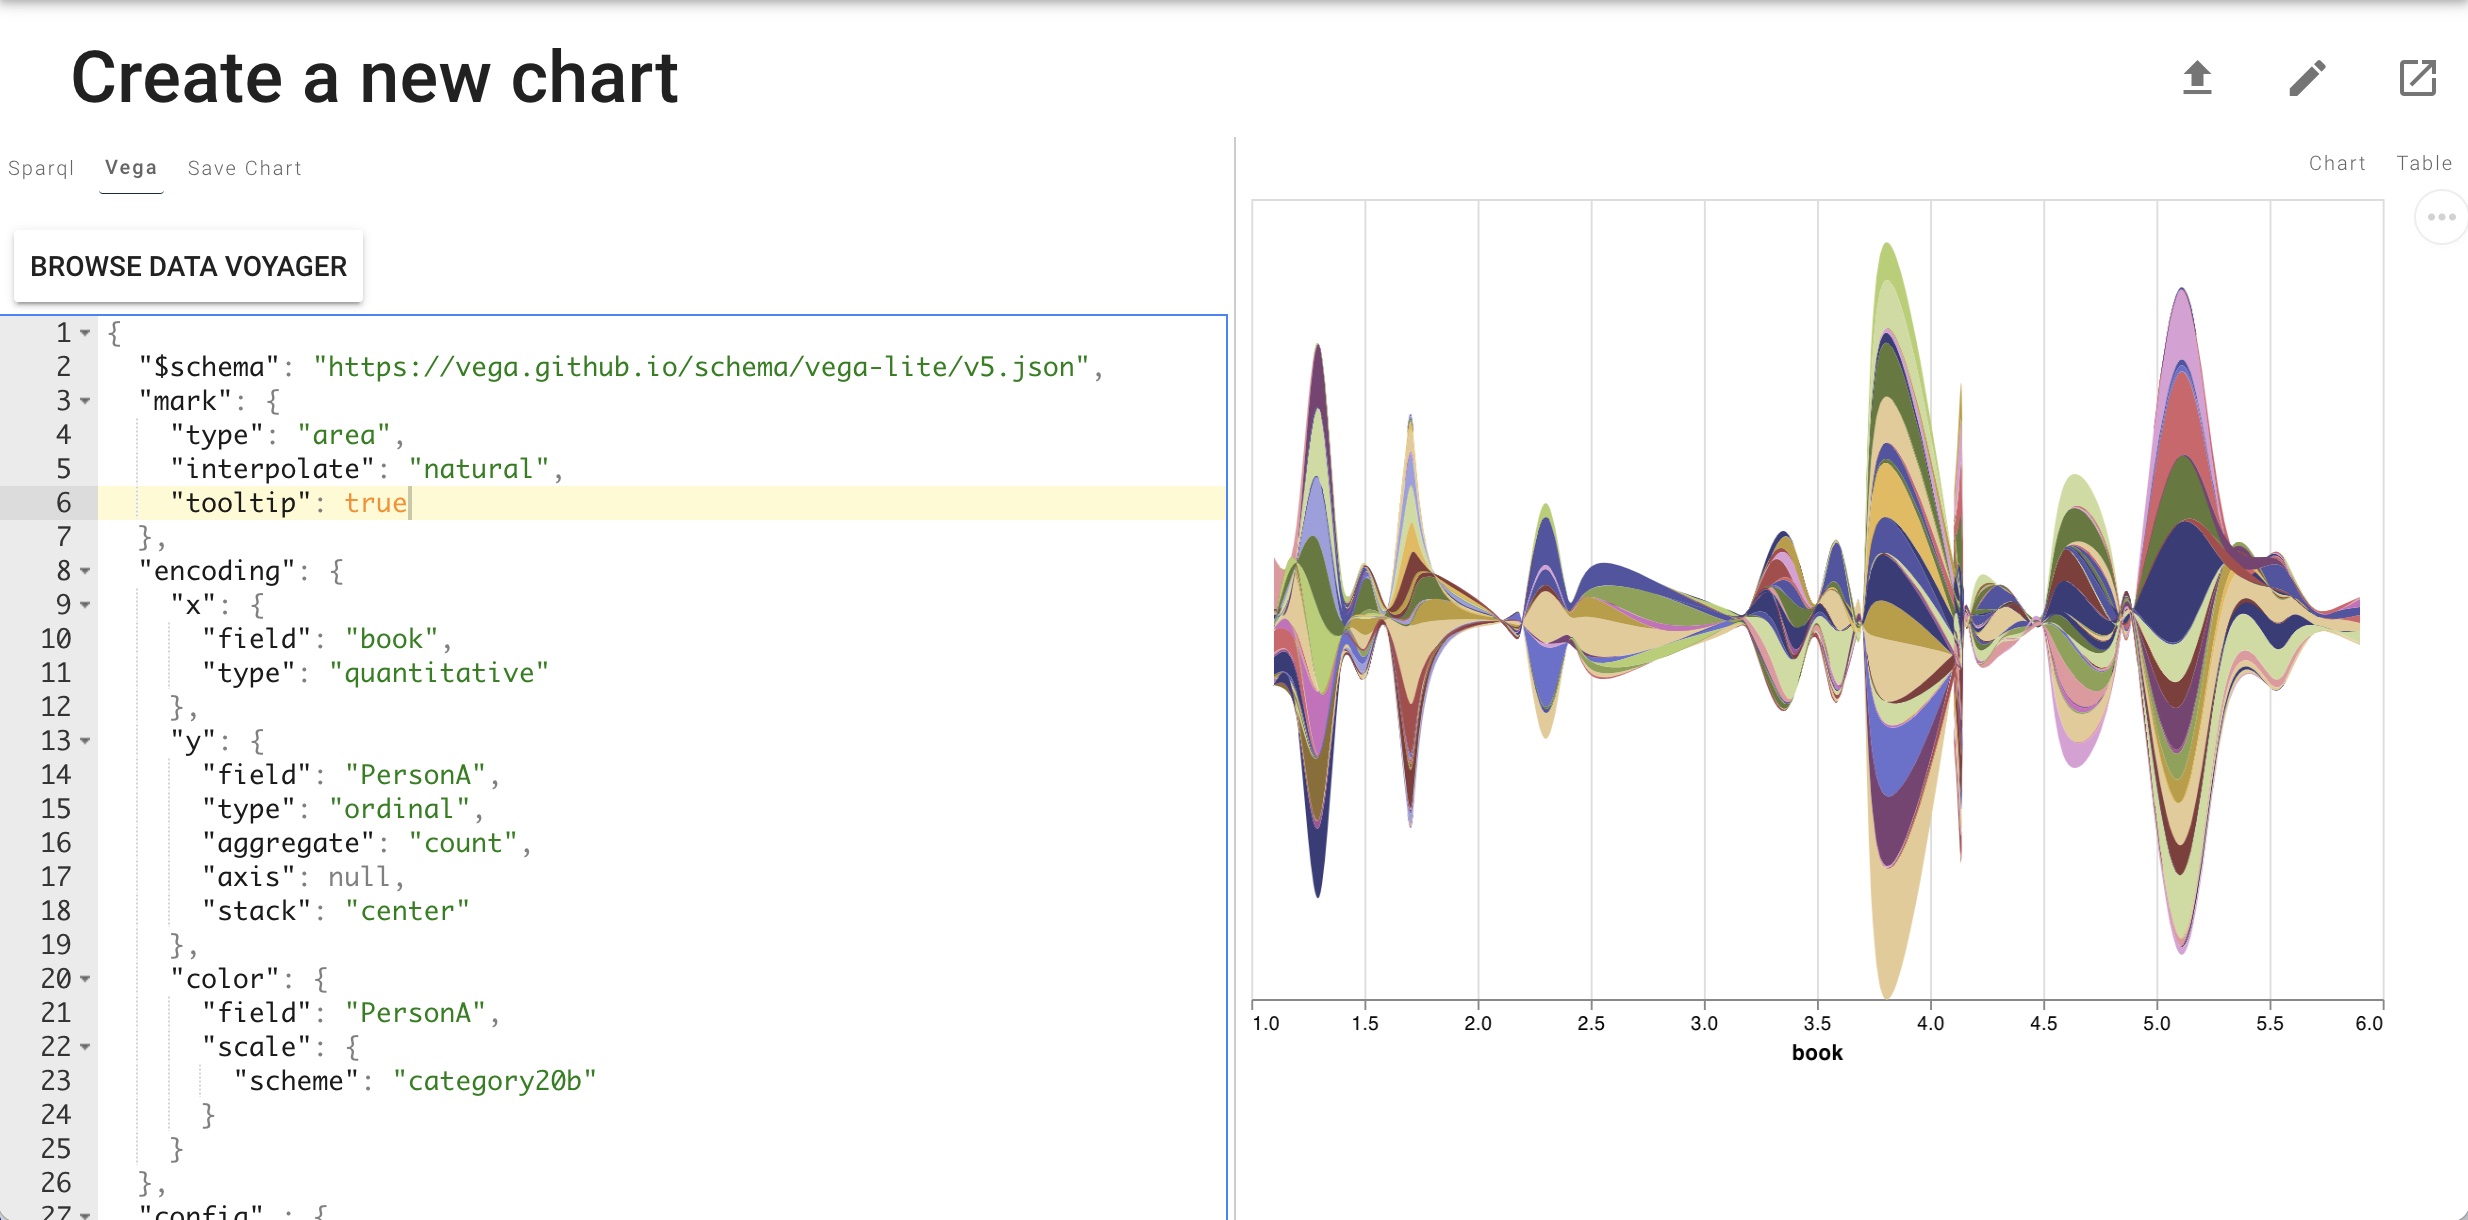 Create a new chart
Sparql Vega Save Chart
Chart Table
BROWSE DATA VOYAGER
1 {
2 "$schema": "https://vega.github.io/schema/vega-lite/v5.json",
3 "mark": {
4 "type": "area",
5 "interpolate": "natural",
6 "tooltip": true
7 },
8 "encoding": {
9 "x": {
10 "field": "book",
11 "type": "quantitative"
12 },
13 "y": {
14 "field": "PersonA",
15 "type": "ordinal",
16 "aggregate": "count",
17 "axis": null,
18 "stack": "center"
19 },
20 "color": {
21 "field": "PersonA",
22 "scale": {
23 "scheme": "category20b"
24 }
25 }
26 },
27 "config" : {
1.0 1.5 2.0 2.5 3.0 3.5 4.0 4.5 5.0 5.5 6.0
book